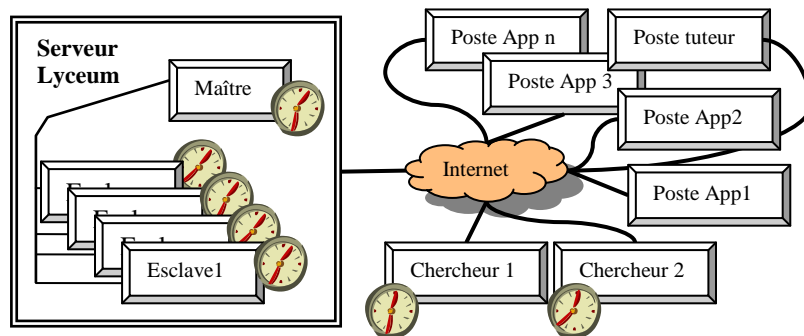 Serveur
Lyceum
Maître
Esclave1
Poste App n
Poste tuteur
Poste App 3
Poste App2
Internet
Poste App1
Chercheur 1
Chercheur 2